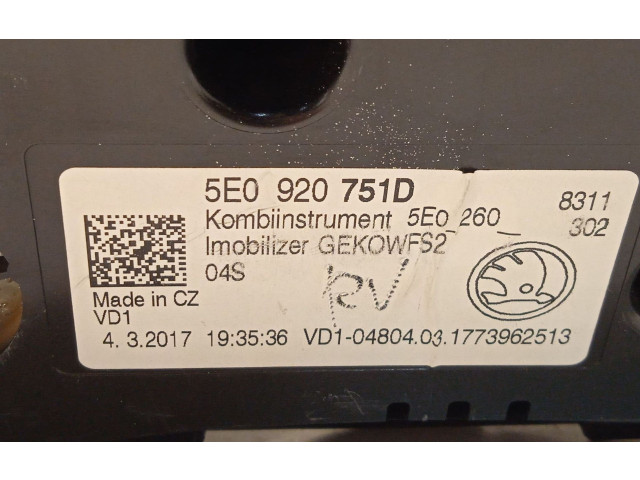 5E0 920 751D
Kombiinstrument 5E0 260_
8311
302
Imobilizer GEKOWFS2
04S
RV
Made in CZ
VD1
4. 3.2017 19:35:36 VD1-04804.03.1773962513